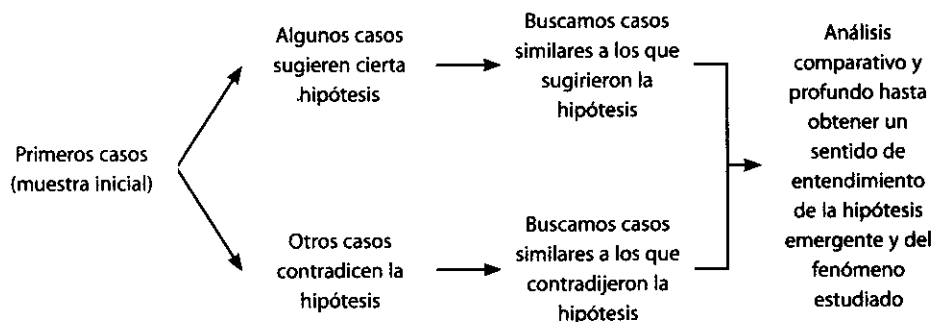 Primeros casos
(muestra inicial)
Algunos casos
sugieren cierta
.hipótesis
Buscamos casos
similares a los que
sugirieron la
hipótesis
Otros casos
contradicen la
hipótesis
Buscamos casos
similares a los que
contradijeron la
hipótesis
Análisis
comparativo y
profundo hasta
obtener un
sentido de
entendimiento
de la hipótesis
emergente y del
fenómeno
estudiado